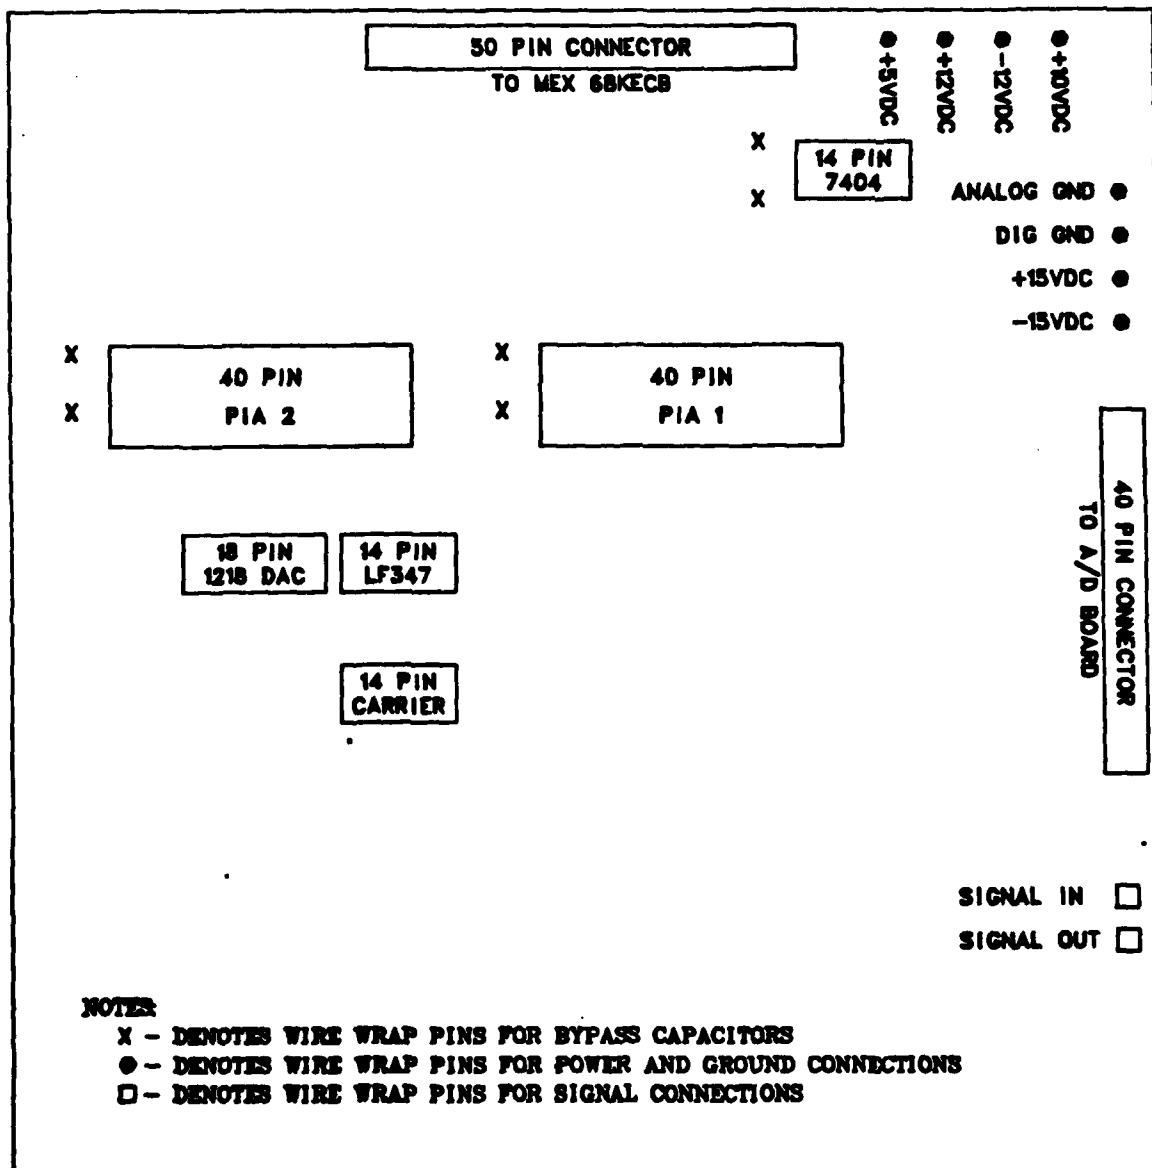 50 PIN CONNECTOR
TO MEX 68KECB
+5VDC
+12VDC
-12VDC
+10VDC
X
14 PIN
7404
X
ANALOG GND
DIG GND
+15VDC
-15VDC
X
X
40 PIN
PIA 2
X
X
40 PIN
PIA 1
40 PIN CONNECTOR
TO A/D BOARD
18 PIN
1218 DAC
14 PIN
LF347
14 PIN
CARRIER
SIGNAL IN
SIGNAL OUT
NOTES:
X - DENOTES WIRE WRAP PINS FOR BYPASS CAPACITORS
● - DENOTES WIRE WRAP PINS FOR POWER AND GROUND CONNECTIONS
□ - DENOTES WIRE WRAP PINS FOR SIGNAL CONNECTIONS